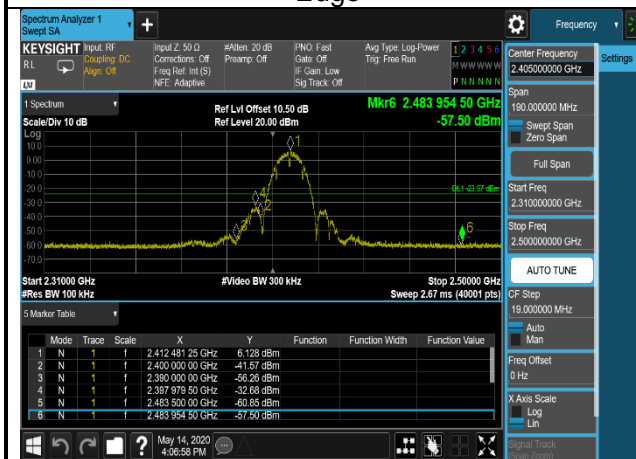 Edge
Spectrum Analyzer 1
Swept SA
Frequency
KEYSIGHT Input: RF
RL
Coupling: DC
Align: Off
Input Z: 50 Ω
Corrections: Off
Freq Ref: Int (S)
NFE: Adaptive
#Atten: 20 dB
Preamp: Off
PNO: Fast
Gate: Off
IF Gain: Low
Sig Track: Off
Avg Type: Log-Power
Trig: Free Run
1 2 3 4 5 6
M W W W W W
P N N N N N
1 Spectrum
Scale/Div 10 dB
Ref Lvl Offset 10.50 dB
Ref Level 20.00 dBm
Mkr6 2.483 954 50 GHz
-57.50 dBm
Log
10.0
0.00
-10.0
-20.0
-30.0
-40.0
-50.0
-60.0
-70.0
1
4
2
3
6
DL1 -23.97 dBm
Start 2.31000 GHz
#Video BW 300 kHz
Stop 2.50000 GHz
#Res BW 100 kHz
Sweep 2.67 ms (40001 pts)
5 Marker Table
Mode Trace Scale X Y Function Function Width Function Value
1 N 1 f 2.412 481 25 GHz 6.128 dBm
2 N 1 f 2.400 000 00 GHz -41.57 dBm
3 N 1 f 2.390 000 00 GHz -56.26 dBm
4 N 1 f 2.397 979 50 GHz -32.68 dBm
5 N 1 f 2.483 500 00 GHz -60.85 dBm
6 N 1 f 2.483 954 50 GHz -57.50 dBm
May 14, 2020
4:06:58 PM
Center Frequency
2.405000000 GHz
Settings
Span
190.000000 MHz
Swept Span
Zero Span
Full Span
Start Freq
2.310000000 GHz
Stop Freq
2.500000000 GHz
AUTO TUNE
CF Step
19.000000 MHz
Auto
Man
Freq Offset
0 Hz
X Axis Scale
Log
Lin
Signal Track
(Span Zoom)